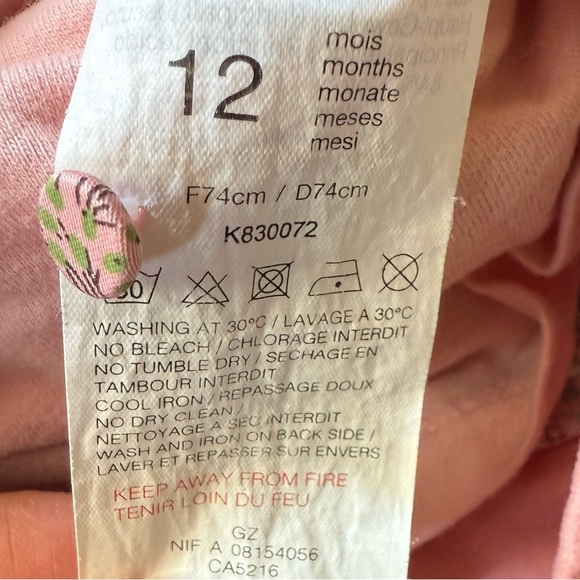 12
mois
months
monate
meses
mesi
F74cm / D74cm
K830072
30
WASHING AT 30°C / LAVAGE A 30°C
NO BLEACH / CHLORAGE INTERDIT
NO TUMBLE DRY / SECHAGE EN
TAMBOUR INTERDIT
COOL IRON / REPASSAGE DOUX
NO DRY CLEAN /
NETTOYAGE A SEC INTERDIT
WASH AND IRON ON BACK SIDE /
LAVER ET REPASSER SUR ENVERS
KEEP AWAY FROM FIRE
TENIR LOIN DU FEU
GZ
NIF A 08154056
CA5216